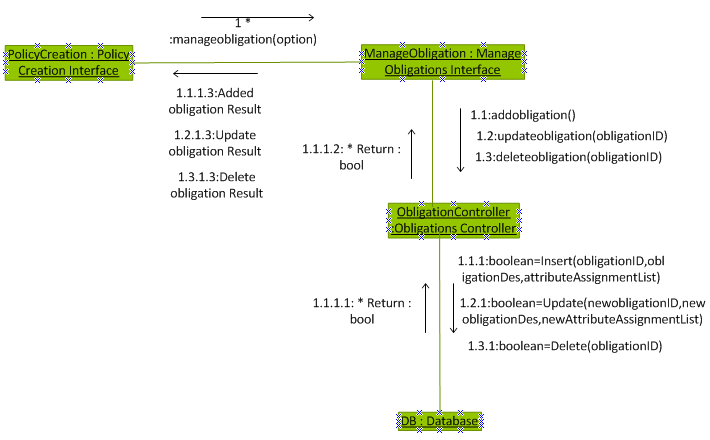 1 *
:manageobligation(option)
PolicyCreation : Policy
Creation Interface
ManageObligation : Manage
Obligations Interface
1.1.1.3:Added
obligation Result
1.2.1.3:Update
obligation Result
1.3.1.3:Delete
obligation Result
1.1.1.2: * Return :
bool
1.1:addobligation()
1.2:updateobligation(obligationID)
1.3:deleteobligation(obligationID)
ObligationController
:Obligations Controller
1.1.1.1: * Return :
bool
1.1.1:boolean=Insert(obligationID,obl
igationDes,attributeAssignmentList)
1.2.1:boolean=Update(newobligationID,new
obligationDes,newAttributeAssignmentList)
1.3.1:boolean=Delete(obligationID)
DB : Database